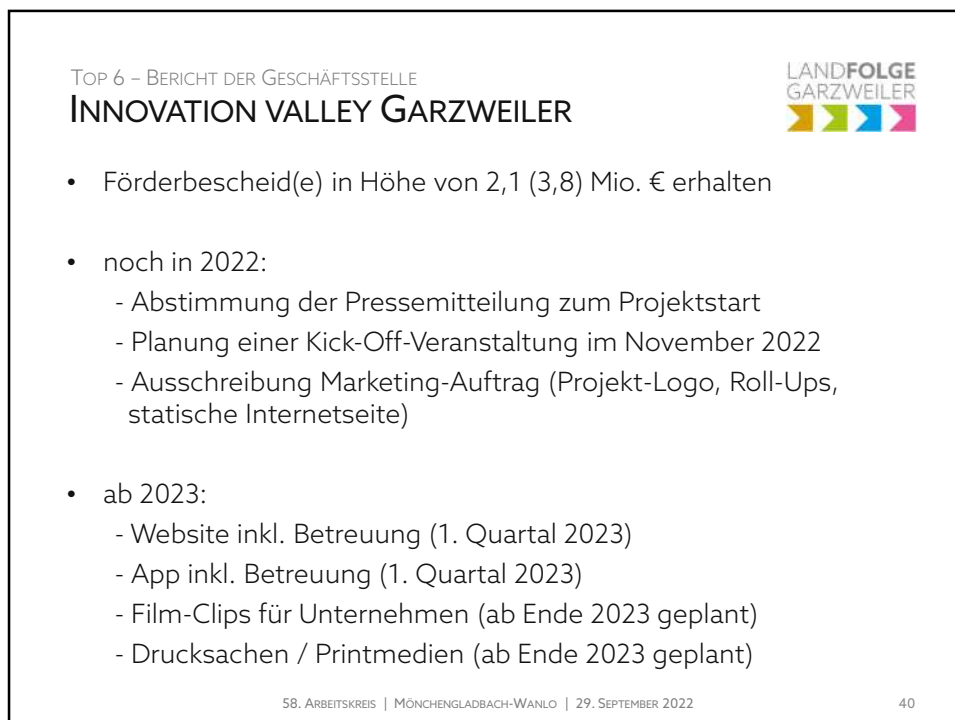 TOP 6 – BERICHT DER GESCHÄFTSSTELLE
INNOVATION VALLEY GARZWEILER
LANDFOLGE
GARZWEILER
• Förderbescheid(e) in Höhe von 2,1 (3,8) Mio. € erhalten
• noch in 2022:
- Abstimmung der Pressemitteilung zum Projektstart
- Planung einer Kick-Off-Veranstaltung im November 2022
- Ausschreibung Marketing-Auftrag (Projekt-Logo, Roll-Ups,
statische Internetseite)
• ab 2023:
- Website inkl. Betreuung (1. Quartal 2023)
- App inkl. Betreuung (1. Quartal 2023)
- Film-Clips für Unternehmen (ab Ende 2023 geplant)
- Drucksachen / Printmedien (ab Ende 2023 geplant)
58. ARBEITSKREIS | MÖNCHENGLADBACH-WANLO | 29. SEPTEMBER 2022
40